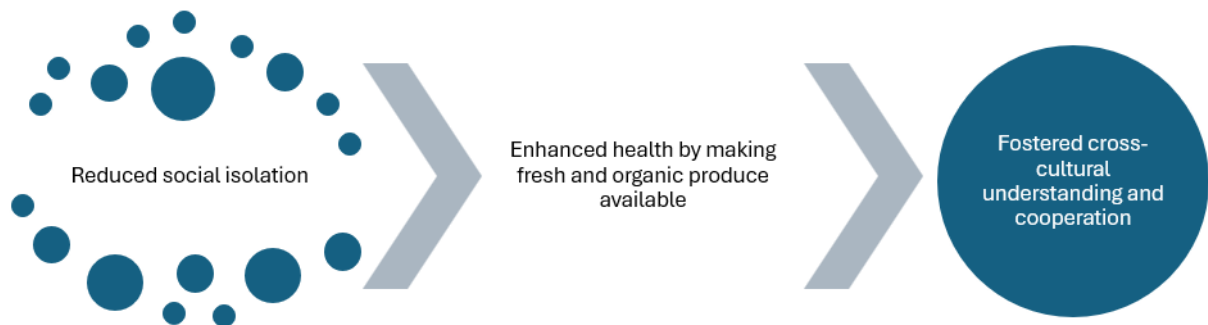 Reduced social isolation
Enhanced health by making
fresh and organic produce
available
Fostered cross-
cultural
understanding and
cooperation